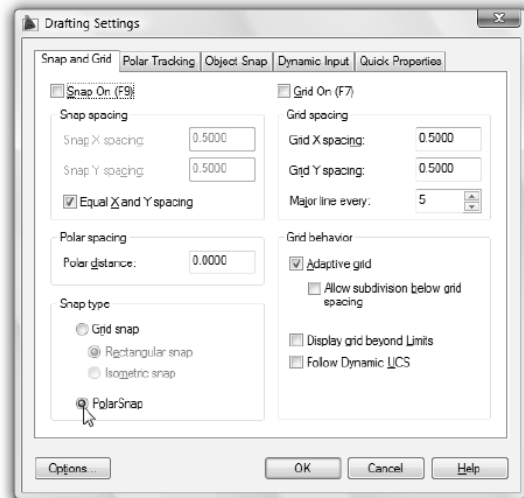 Drafting Settings
Snap and Grid Polar Tracking Object Snap Dynamic Input Quick Properties
Snap On (F9)
Snap spacing
Snap X spacing: 0.5000
Snap Y spacing: 0.5000
Equal X and Y spacing
Polar spacing
Polar distance: 0.0000
Snap type
Grid snap
Rectangular snap
Isometric snap
PolarSnap
Grid On (F7)
Grid spacing
Grid X spacing: 0.5000
Grid Y spacing: 0.5000
Major line every: 5
Grid behavior
Adaptive grid
Allow subdivision below grid
spacing
Display grid beyond Limits
Follow Dynamic UCS
Options... OK Cancel Help